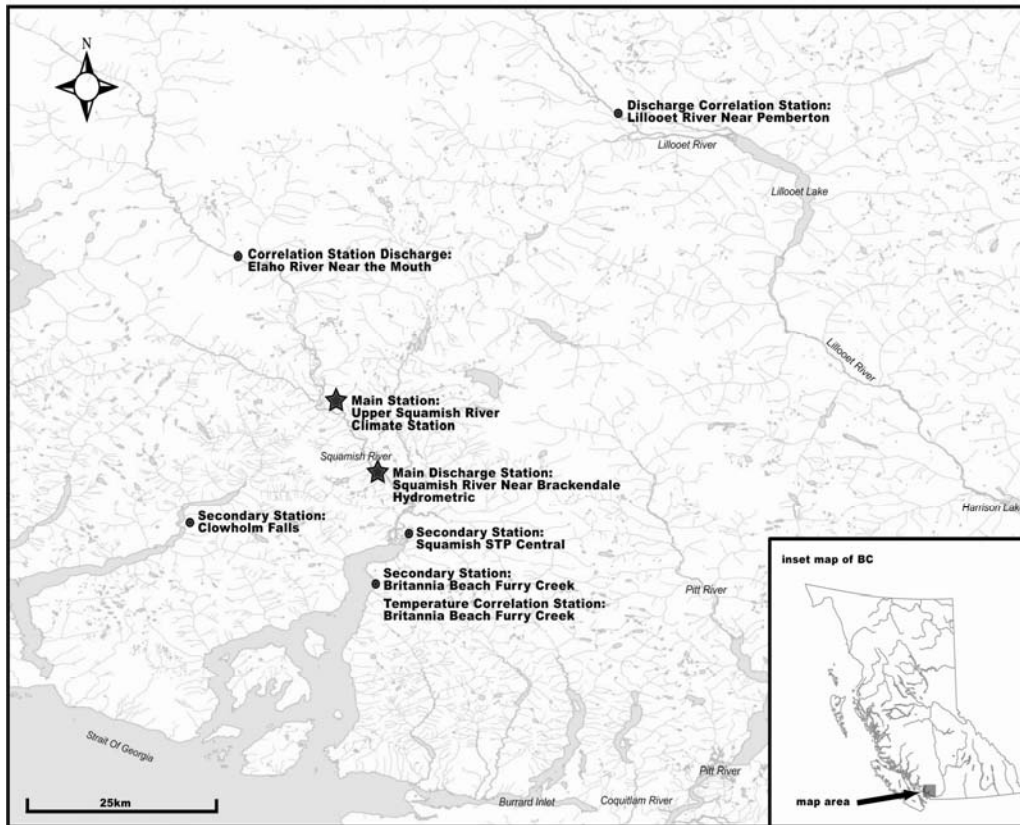 N
Discharge Correlation Station:
Lillooet River Near Pemberton
Lillooet River
Lillooet Lake
Correlation Station Discharge:
Elaho River Near the Mouth
Lillooet River
Main Station:
Upper Squamish River
Climate Station
Squamish River
Main Discharge Station:
Squamish River Near Brackendale
Hydrometric
Harrison Lake
Secondary Station:
Clowholm Falls
Secondary Station:
Squamish STP Central
Secondary Station:
Britannia Beach Furry Creek
Temperature Correlation Station:
Britannia Beach Furry Creek
Pitt River
inset map of BC
Strait Of Georgia
Pitt River
25km
Burrard Inlet
Coquitlam River
map area